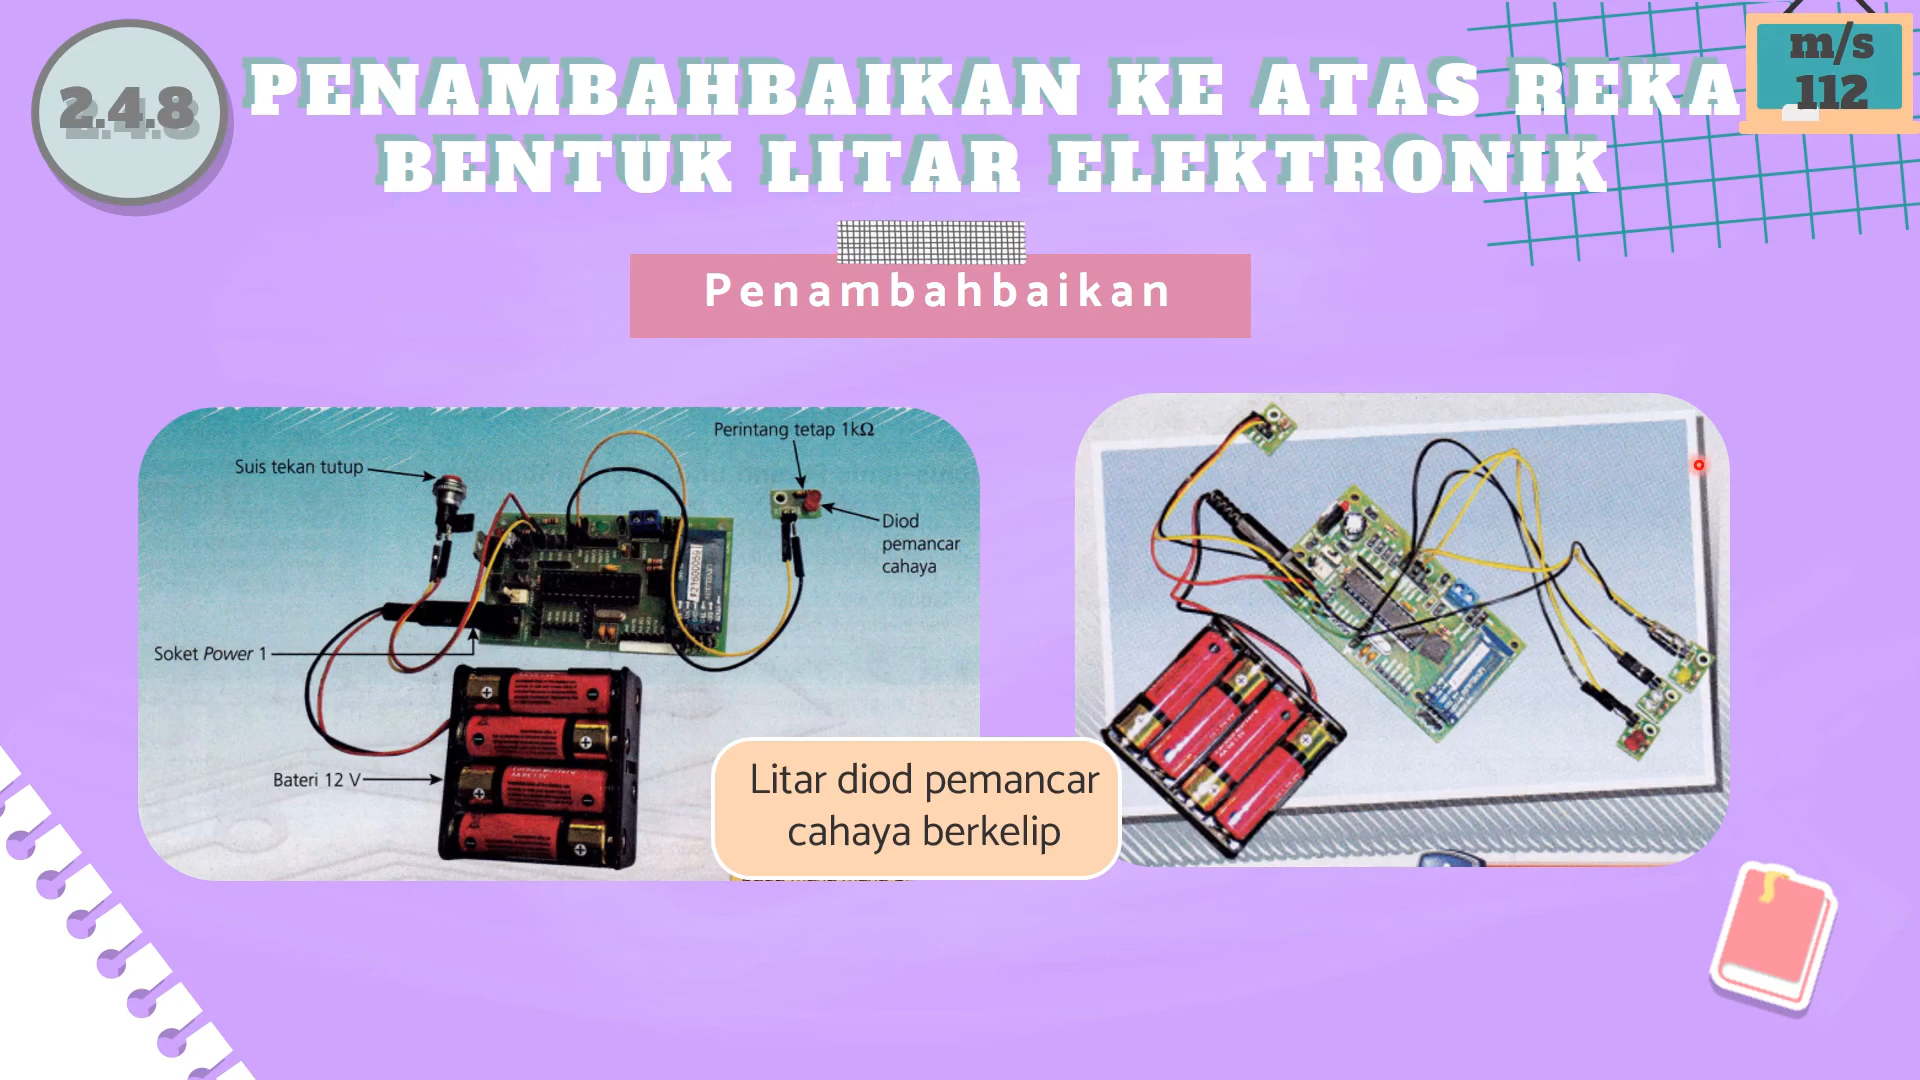 2.4.8
PENAMBAHBAIKAN KE ATAS REKA
BENTUK LITAR ELEKTRONIK
m/s
112
Penambahbaikan
Perintang tetap 1kΩ
Suis tekan tutup
Diod
pemancar
cahaya
Soket Power 1
Bateri 12 V
Litar diod pemancar
cahaya berkelip